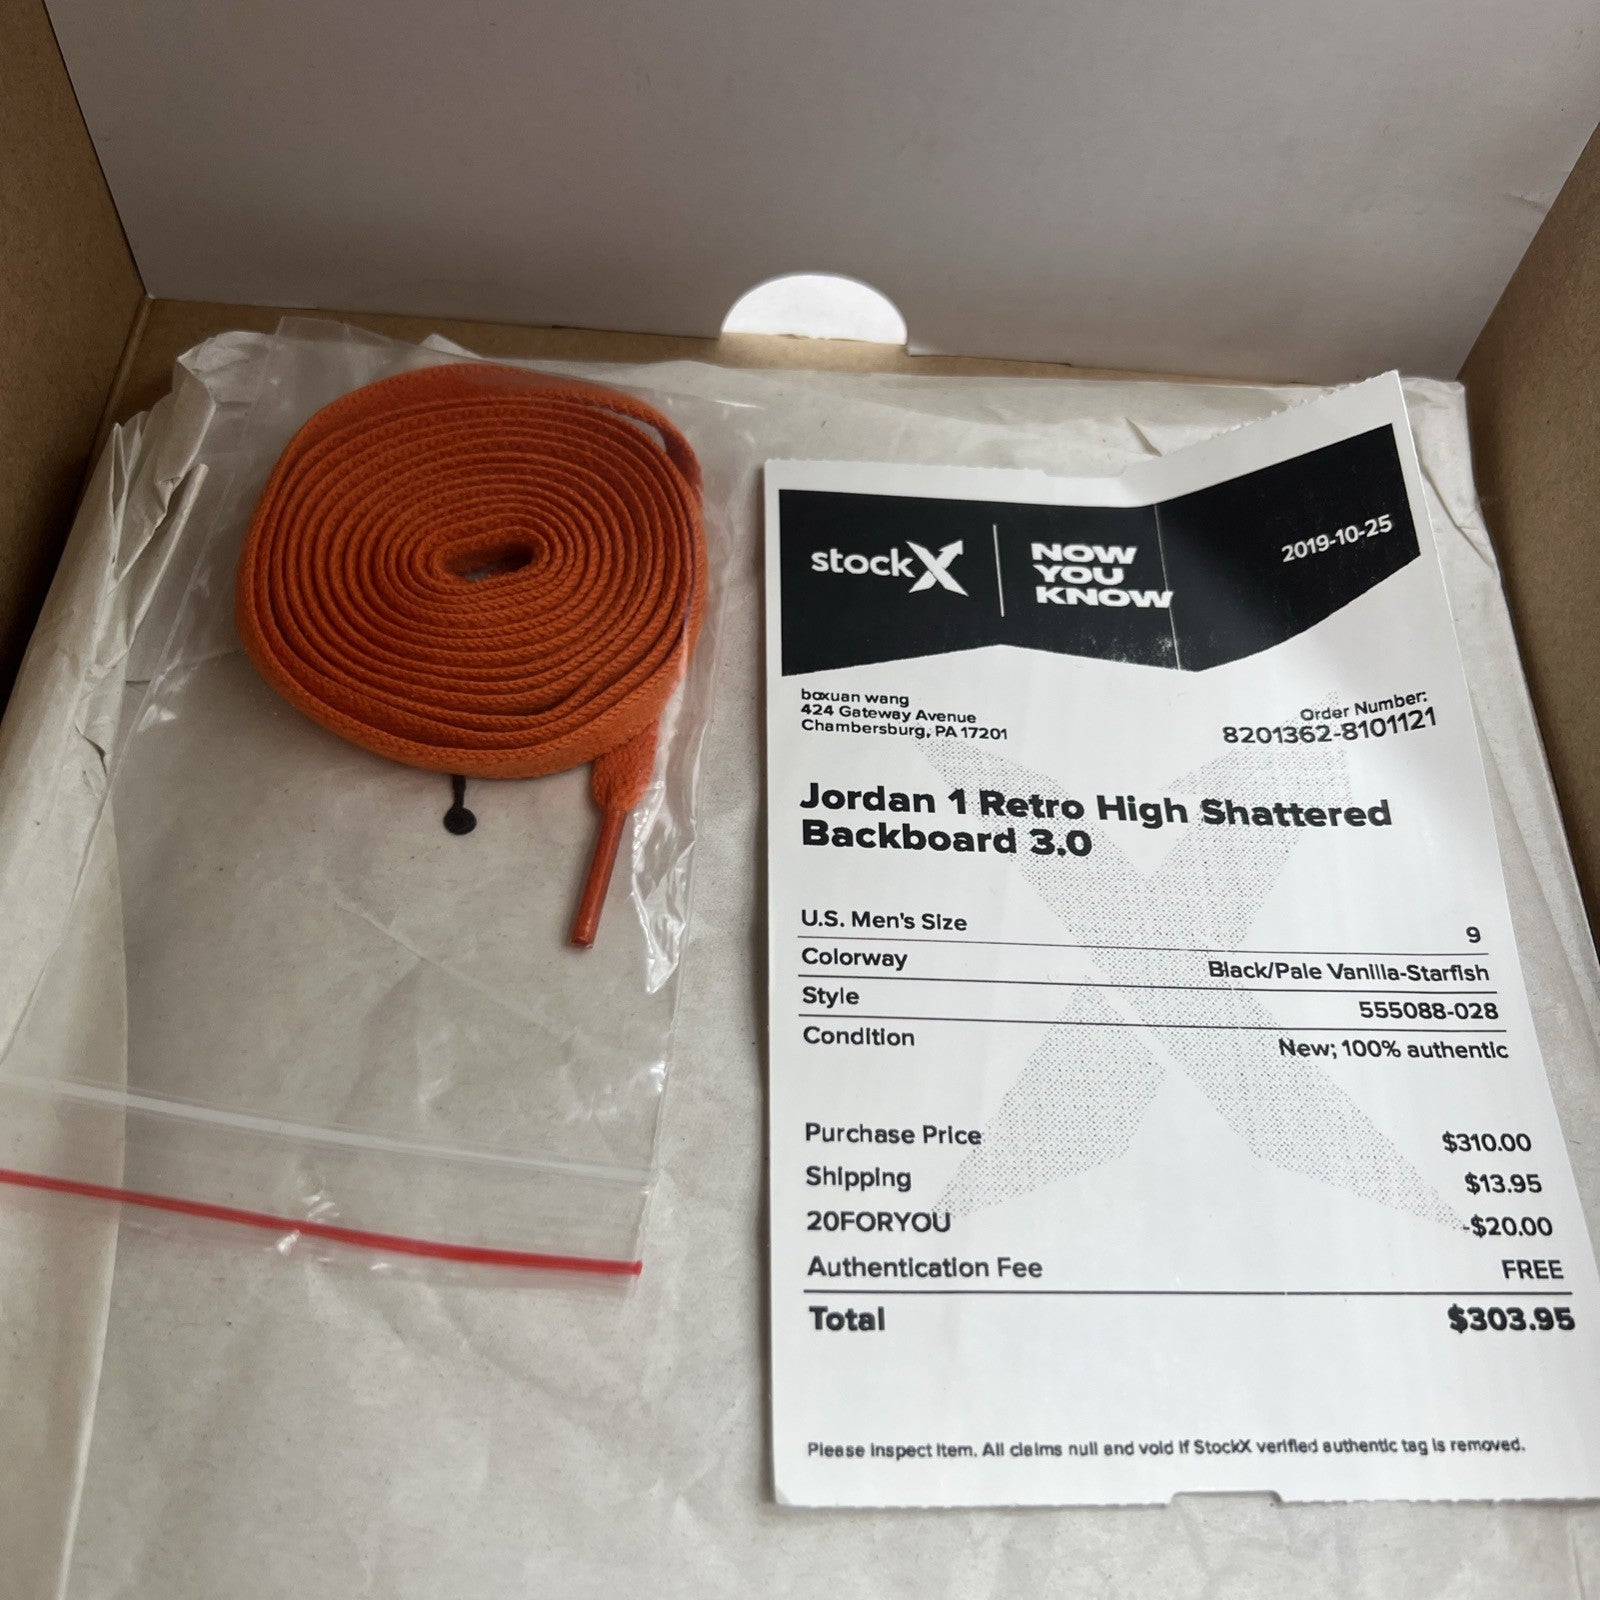 stockX
NOW
YOU
KNOW
2019-10-25
boxuan wang
424 Gateway Avenue
Chambersburg, PA 17201
Order Number:
8201362-8101121
Jordan 1 Retro High Shattered
Backboard 3.0
U.S. Men's Size 9
Colorway Black/Pale Vanilla-Starfish
Style 555088-028
Condition New; 100% authentic
Purchase Price $310.00
Shipping $13.95
20FORYOU -$20.00
Authentication Fee FREE
Total $303.95
Please inspect item. All claims null and void if StockX verified authentic tag is removed.